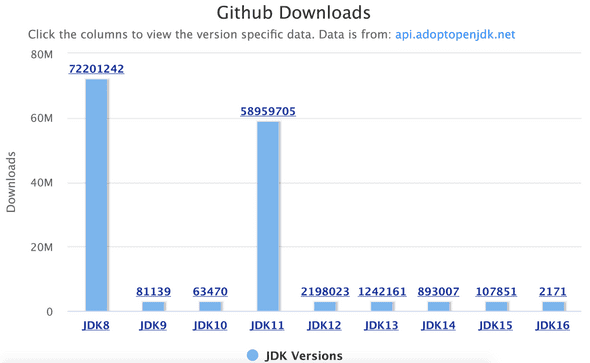 Github Downloads
Click the columns to view the version specific data. Data is from: api.adoptopenjdk.net
80M
72201242
60M
58959705
Downloads
40M
20M
81139 63470 2198023 1242161 893007 107851 2171
0
JDK8 JDK9 JDK10 JDK11 JDK12 JDK13 JDK14 JDK15 JDK16
JDK Versions